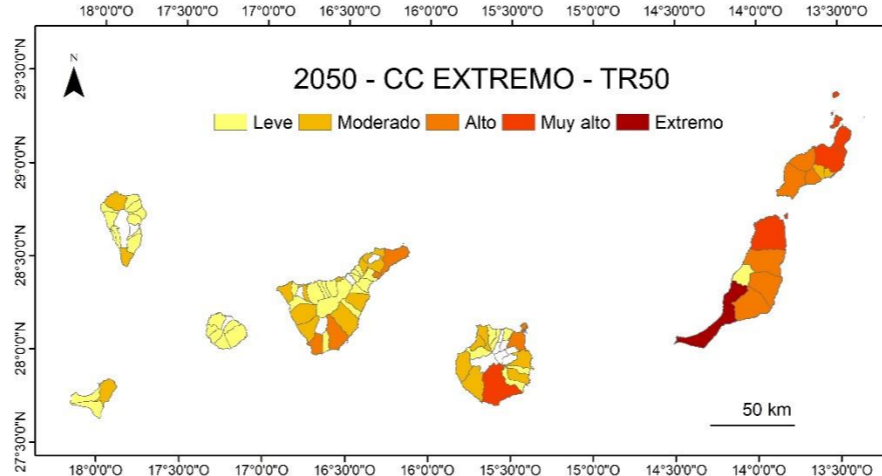 18°0'0"O 17°30'0"O 17°0'0"O 16°30'0"O 16°0'0"O 15°30'0"O 15°0'0"O 14°30'0"O 14°0'0"O 13°30'0"O
29°30'0"N
N
2050 - CC EXTREMO - TR50
Leve Moderado Alto Muy alto Extremo
29°0'0"N
28°30'0"N
28°0'0"N
50 km
27°30'0"N
18°0'0"O 17°30'0"O 17°0'0"O 16°30'0"O 16°0'0"O 15°30'0"O 15°0'0"O 14°30'0"O 14°0'0"O 13°30'0"O